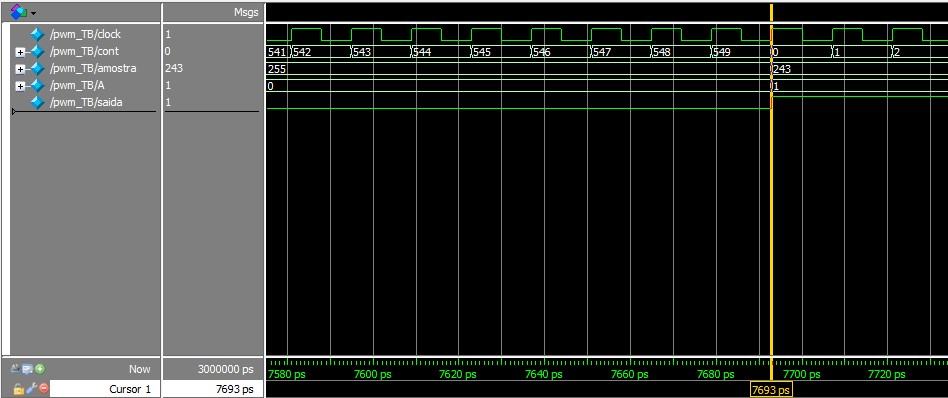 Msgs
/pwm_TB/clock 1
/pwm_TB/cont 0 541 542 543 544 545 546 547 548 549 0 1 2
/pwm_TB/amostra 243 255 243
/pwm_TB/A 1 0 1
/pwm_TB/saida 1
Now 3000000 ps 7580 ps 7600 ps 7620 ps 7640 ps 7660 ps 7680 ps 7700 ps 7720 ps
Cursor 1 7693 ps 7693 ps